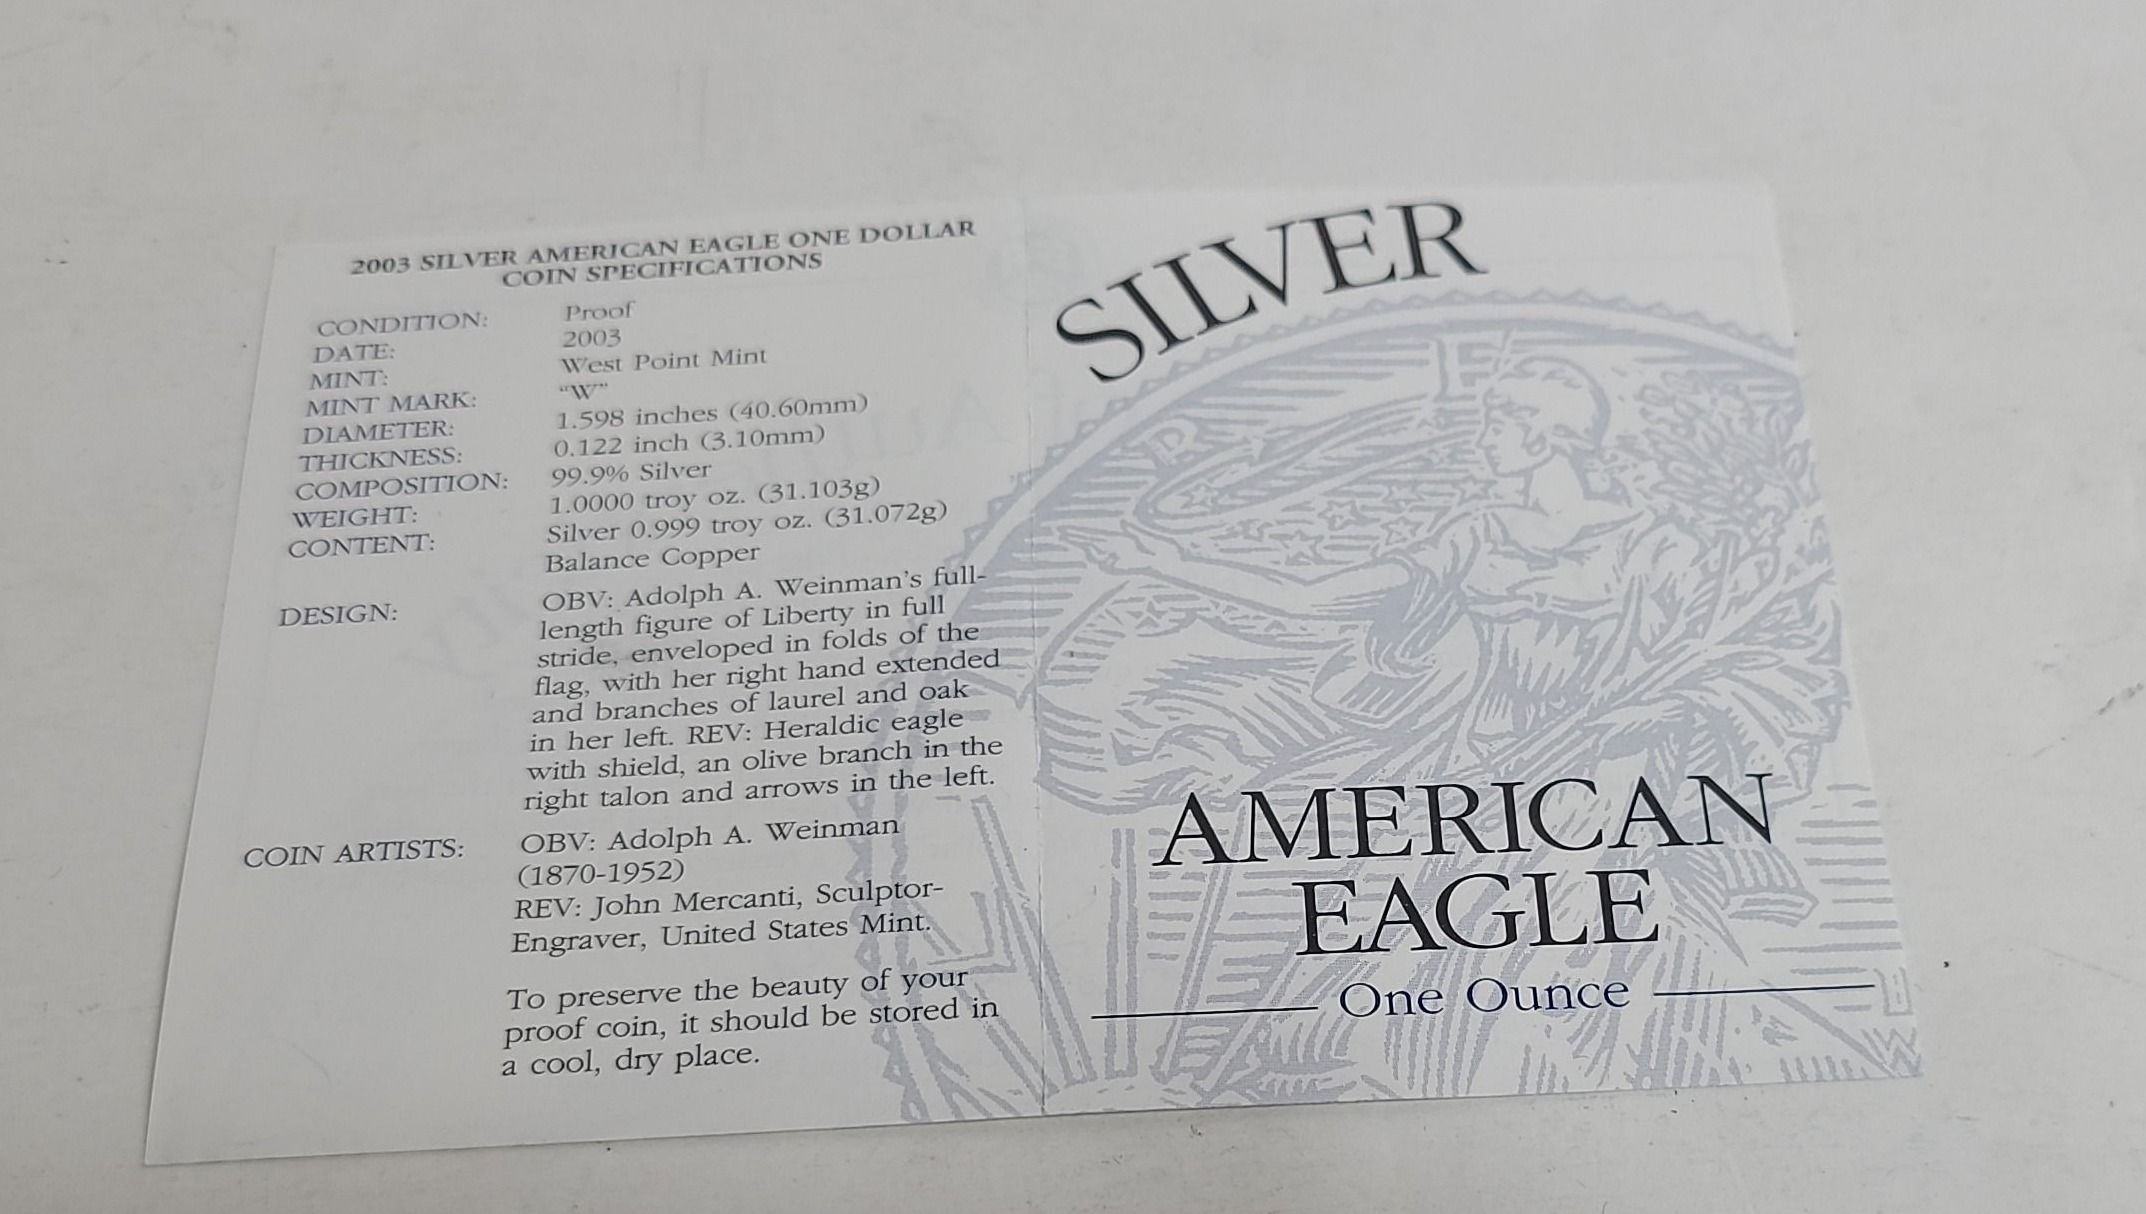 2003 SILVER AMERICAN EAGLE ONE DOLLAR
COIN SPECIFICATIONS
CONDITION: Proof
DATE: 2003
MINT: West Point Mint
MINT MARK: “W”
DIAMETER: 1.598 inches (40.60mm)
THICKNESS: 0.122 inch (3.10mm)
COMPOSITION: 99.9% Silver
WEIGHT: 1.0000 troy oz. (31.103g)
CONTENT: Silver 0.999 troy oz. (31.072g)
Balance Copper
DESIGN: OBV: Adolph A. Weinman’s full-
length figure of Liberty in full
stride, enveloped in folds of the
flag, with her right hand extended
and branches of laurel and oak
in her left. REV: Heraldic eagle
with shield, an olive branch in the
right talon and arrows in the left.
COIN ARTISTS: OBV: Adolph A. Weinman
(1870-1952)
REV: John Mercanti, Sculptor-
Engraver, United States Mint.
To preserve the beauty of your
proof coin, it should be stored in
a cool, dry place.
SILVER
AMERICAN
EAGLE
One Ounce